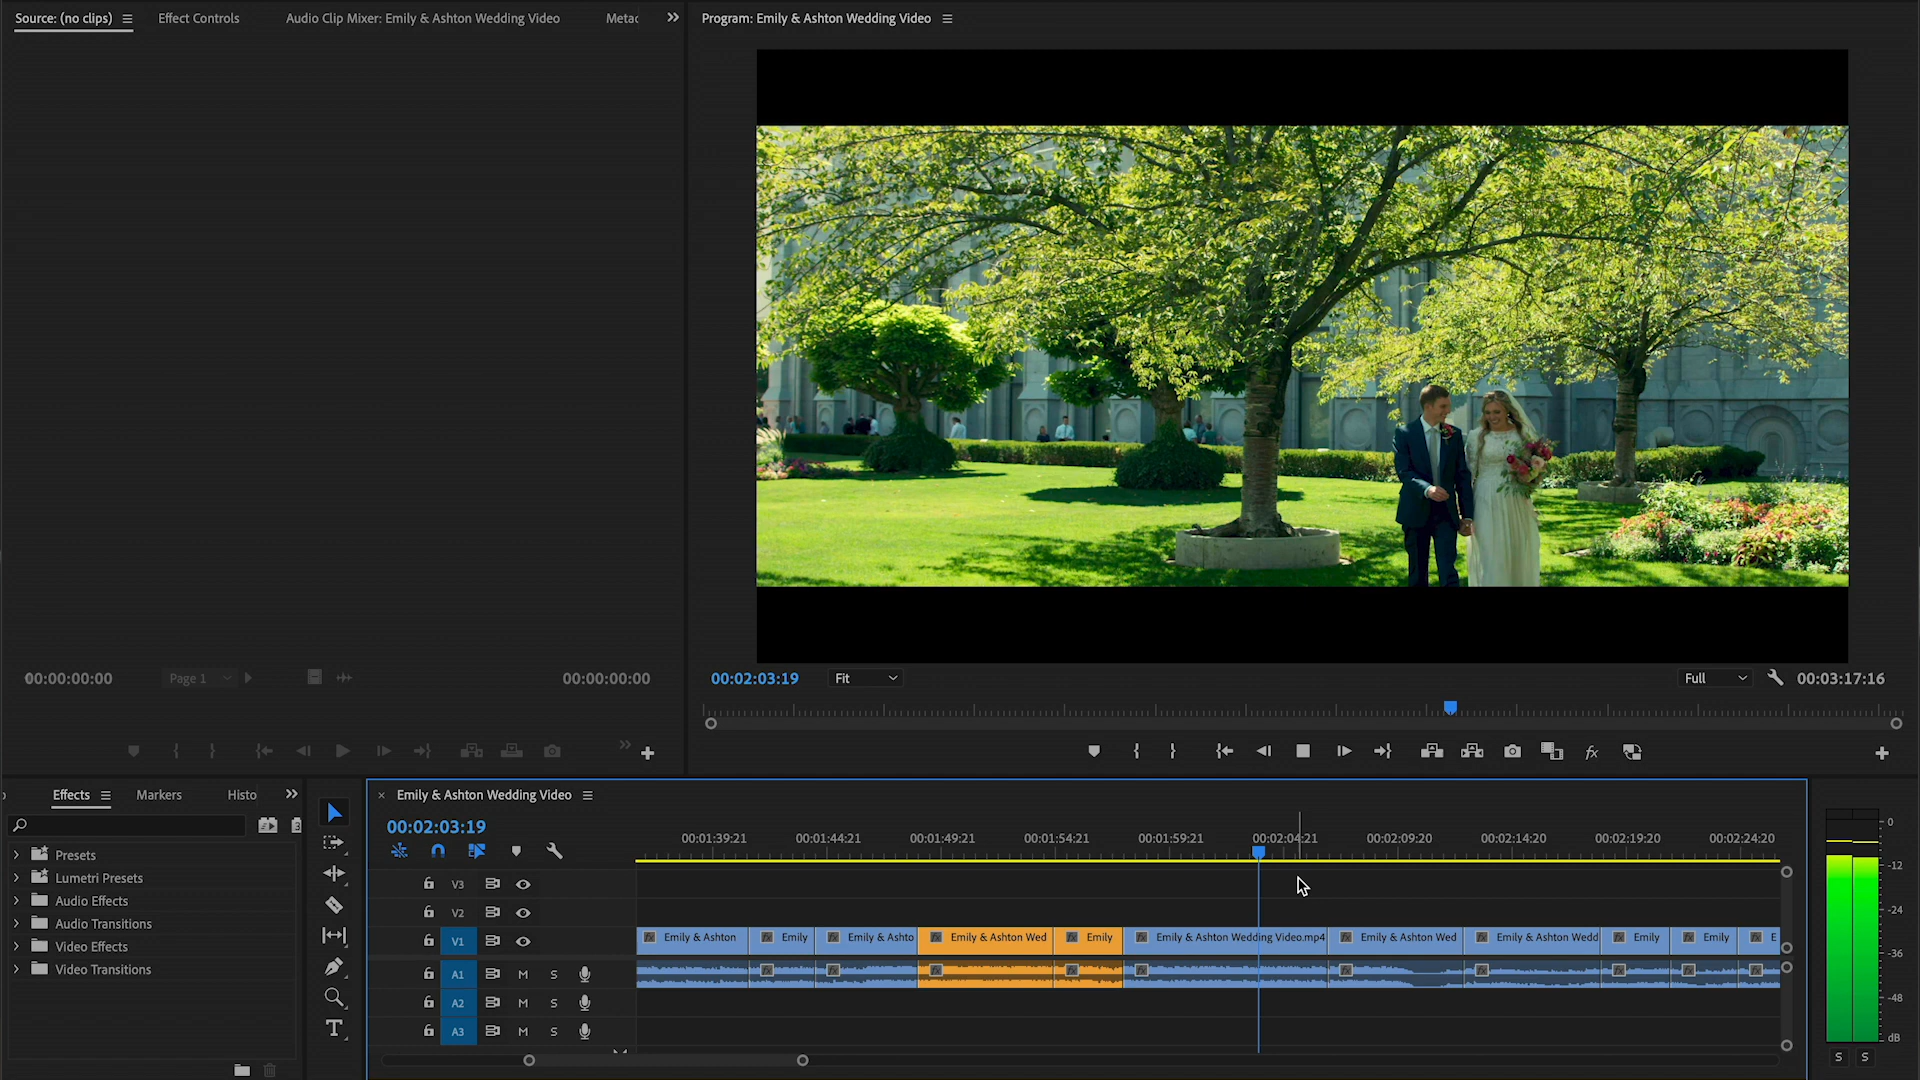 Source: (no clips)
Effect Controls
Audio Clip Mixer: Emily & Ashton Wedding Video
Metac
Program: Emily & Ashton Wedding Video
00:00:00:00
Page 1
00:00:00:00
00:02:03:19
Fit
Full
00:03:17:16
Effects
Markers
Histo
Emily & Ashton Wedding Video
00:02:03:19
00:01:39:21
00:01:44:21
00:01:49:21
00:01:54:21
00:01:59:21
00:02:04:21
00:02:09:20
00:02:14:20
00:02:19:20
00:02:24:20
Presets
Lumetri Presets
Audio Effects
Audio Transitions
Video Effects
Video Transitions
V3
V2
V1
Emily & Ashton
Emily
Emily & Ashto
Emily & Ashton Wed
Emily
Emily & Ashton Wedding Video.mp4
Emily & Ashton Wed
Emily & Ashton Wedd
Emily
Emily
E
A1 M S
A2 M S
A3 M S
T
fx
0
-12
-24
-36
-48
dB
S S